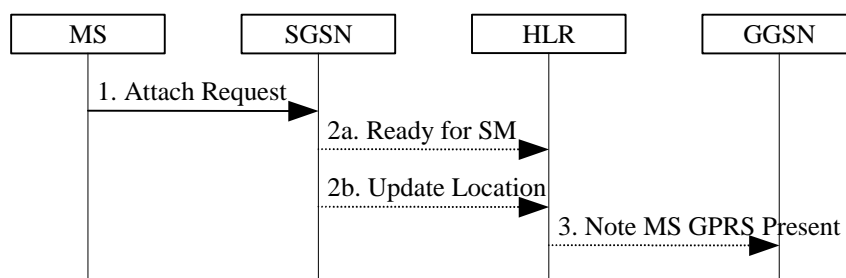 MS
SGSN
HLR
GGSN
1. Attach Request
2a. Ready for SM
2b. Update Location
3. Note MS GPRS Present